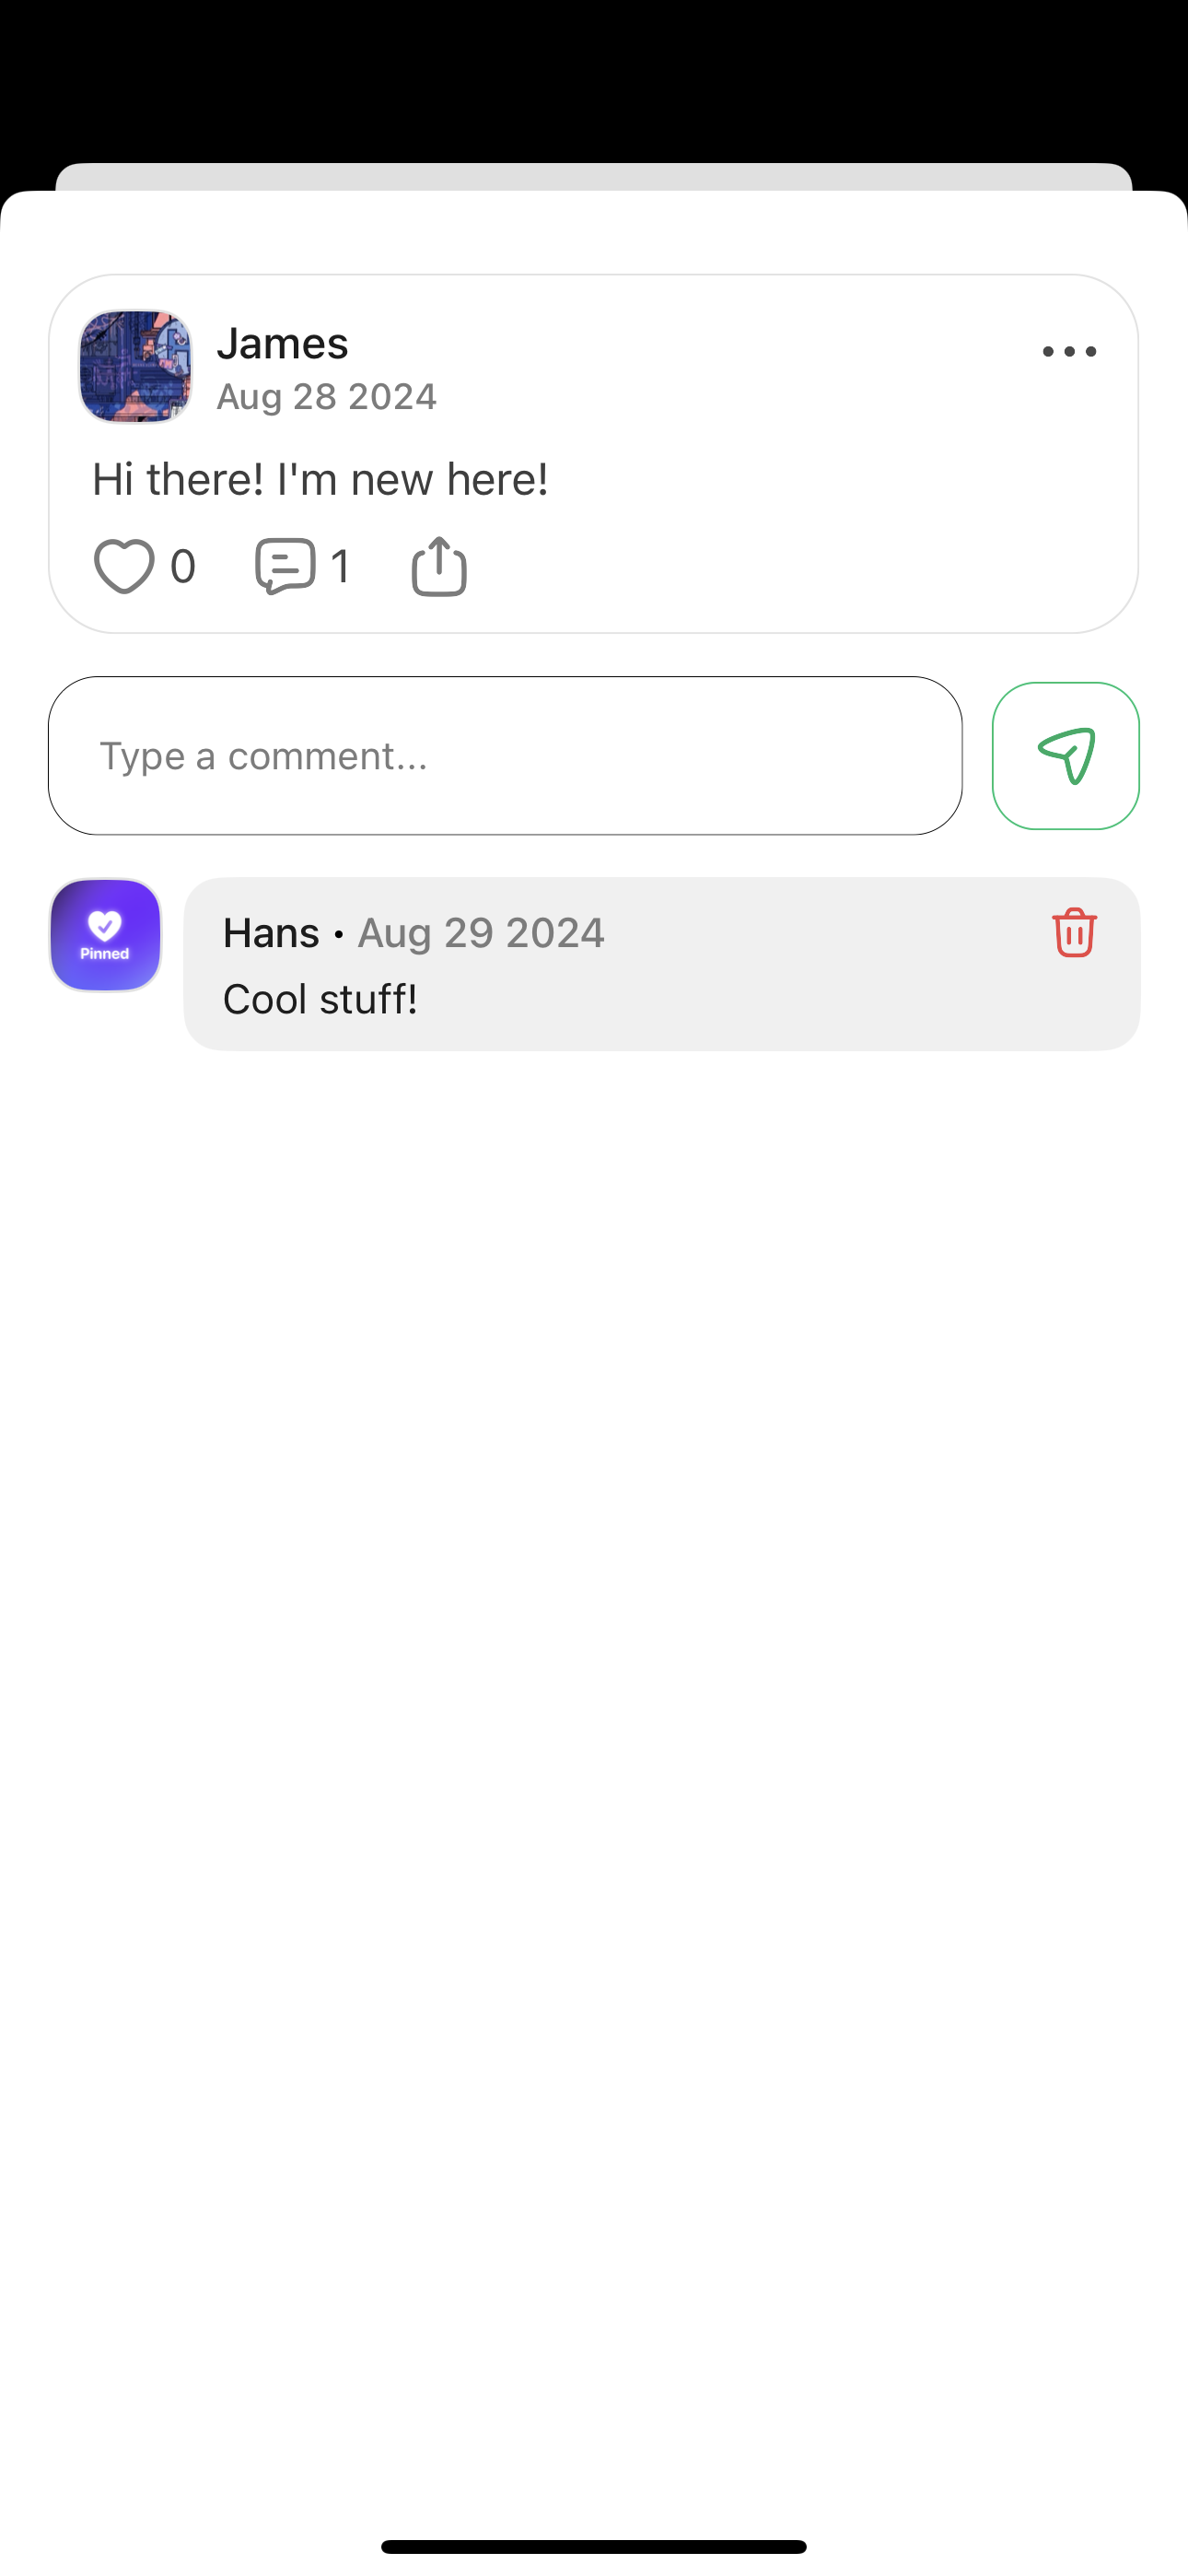 James
Aug 28 2024
Hi there! I'm new here!
0 1
Type a comment...
Pinned
Hans • Aug 29 2024
Cool stuff!